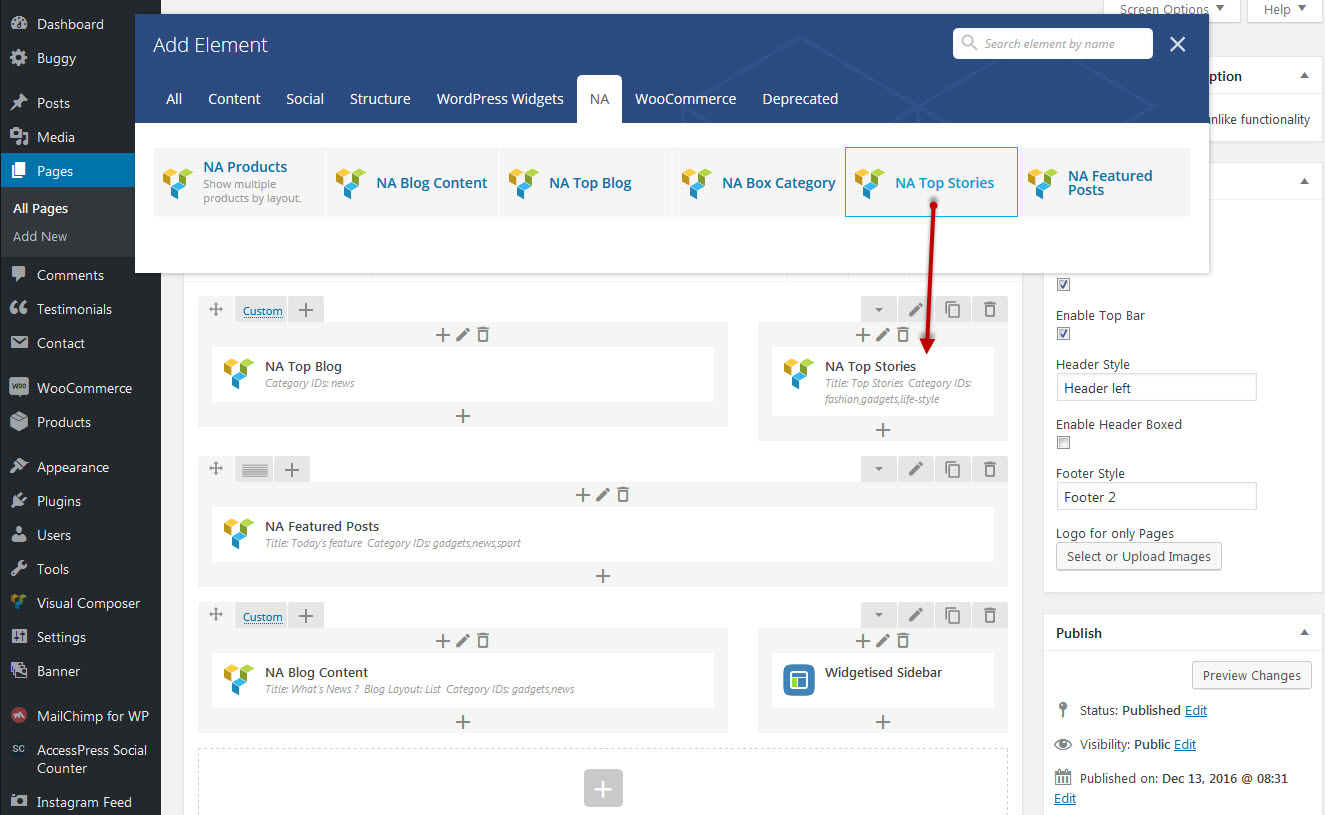 Dashboard
Buggy
Posts
Media
Pages
All Pages
Add New
Comments
Testimonials
Contact
WooCommerce
Products
Appearance
Plugins
Users
Tools
Visual Composer
Settings
Banner
MailChimp for WP
SC AccessPress Social
Counter
Instagram Feed
Screen Options
Help
Add Element
Search element by name
All Content Social Structure WordPress Widgets NA WooCommerce Deprecated
NA Products
Show multiple
products by layout.
NA Blog Content
NA Top Blog
NA Box Category
NA Top Stories
NA Featured
Posts
Custom
NA Top Blog
Category IDs: news
NA Top Stories
Title: Top Stories Category IDs:
fashion,gadgets,life-style
NA Featured Posts
Title: Today's feature Category IDs: gadgets,news,sport
Custom
NA Blog Content
Title: What's News ? Blog Layout: List Category IDs: gadgets,news
Widgetised Sidebar
ption
unlike functionality
Enable Top Bar
Header Style
Header left
Enable Header Boxed
Footer Style
Footer 2
Logo for only Pages
Select or Upload Images
Publish
Preview Changes
Status: Published Edit
Visibility: Public Edit
Published on: Dec 13, 2016 @ 08:31
Edit